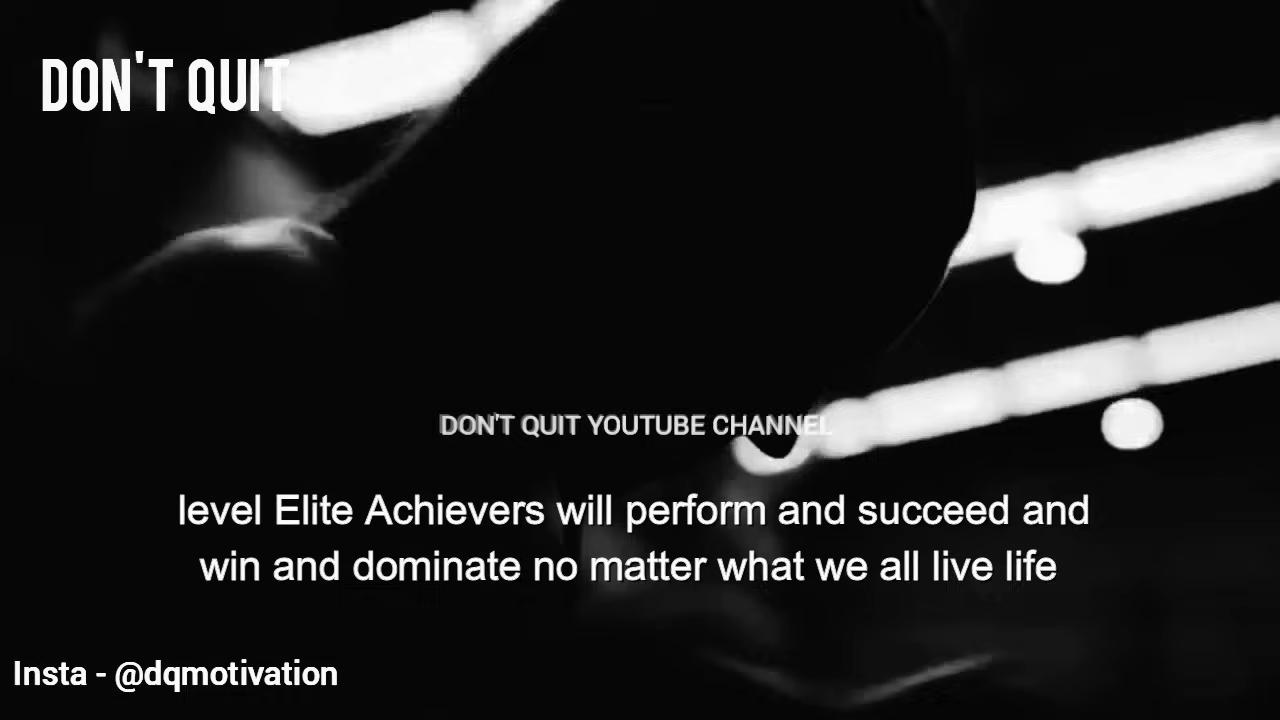 DON'T QUIT
DON'T QUIT YOUTUBE CHANNEL
level Elite Achievers will perform and succeed and
win and dominate no matter what we all live life
Insta - @dqmotivation